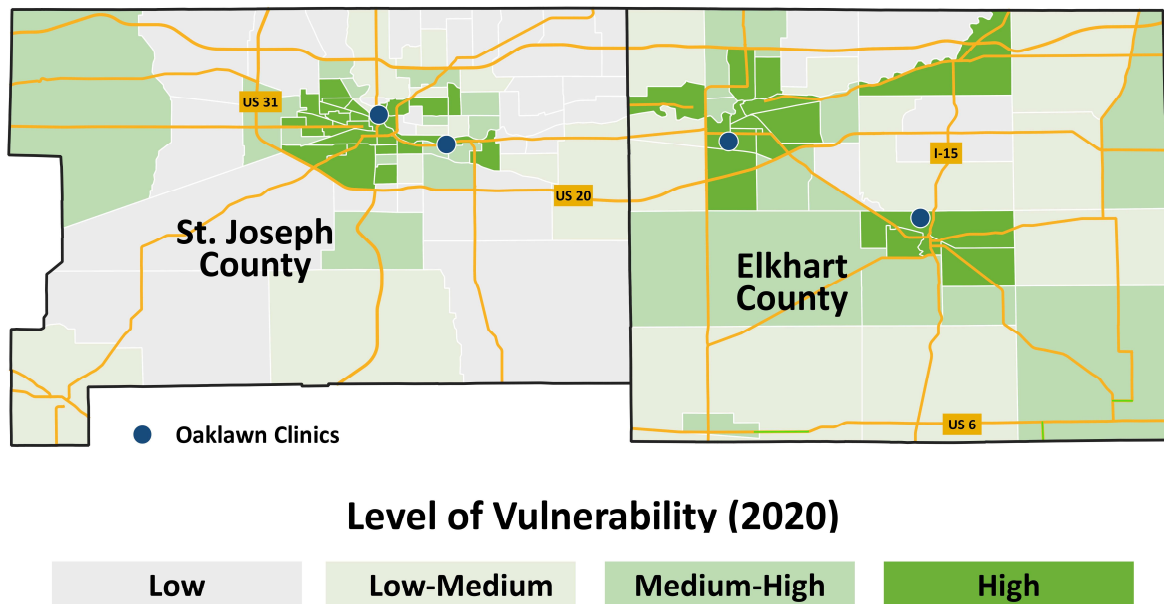 US 31
I-15
US 20
St. Joseph
County
Elkhart
County
US 6
Oaklawn Clinics
Level of Vulnerability (2020)
Low
Low-Medium
Medium-High
High